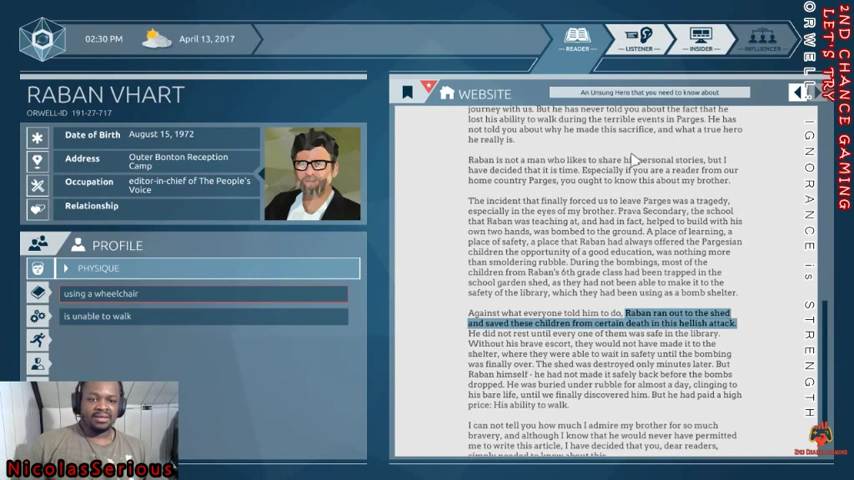 02:30 PM
April 13, 2017
READER
LISTENER
INSIDER
INFLUENCER
RABAN VHART
ORWELL-ID 191-27-717
Date of Birth
August 15, 1972
Address
Outer Bonton Reception
Camp
Occupation
editor-in-chief of The People's
Voice
Relationship
PROFILE
PHYSIQUE
using a wheelchair
is unable to walk
NicolasSerious
WEBSITE
An Unsung Hero that you need to know about
journey with us. But he has never told you about the fact that he
lost his ability to walk during the terrible events in Parges. He has
not told you about why he made this sacrifice, and what a true hero
he really is.
Raban is not a man who likes to share his personal stories, but I
have decided that it is time. Especially if you are a reader from our
home country Parges, you ought to know this about my brother.
The incident that finally forced us to leave Parges was a tragedy,
especially in the eyes of my brother. Prava Secondary, the school
that Raban was teaching at, and had in fact, helped to build with his
own two hands, was bombed to the ground. A place of learning, a
place of safety, a place that Raban had always offered the Pargesian
children the opportunity of a good education, was nothing more
than smoldering rubble. During the bombings, most of the
children from Raban's 6th grade class had been trapped in the
school garden shed, as they had not been able to make it to the
safety of the library, which they had been using as a bomb shelter.
Against what everyone told him to do, Raban ran out to the shed
and saved these children from certain death in this hellish attack.
He did not rest until every one of them was safe in the library.
Without his brave escort, they would not have made it to the
shelter, where they were able to wait in safety until the bombing
was finally over. The shed was destroyed only minutes later. But
Raban himself - he had not made it safely back before the bombs
dropped. He was buried under rubble for almost a day, clinging to
his bare life, until we finally discovered him. But he had paid a high
price: His ability to walk.
I can not tell you how much I admire my brother for so much
bravery, and although I know that he would never have permitted
me to write this article, I have decided that you, dear readers,
simply needed to know about this.
2ND CHANCE GAMING
LET'S TRY
ORWELL: IGNORANCE is STRENGTH
2ND CHANCE GAMING